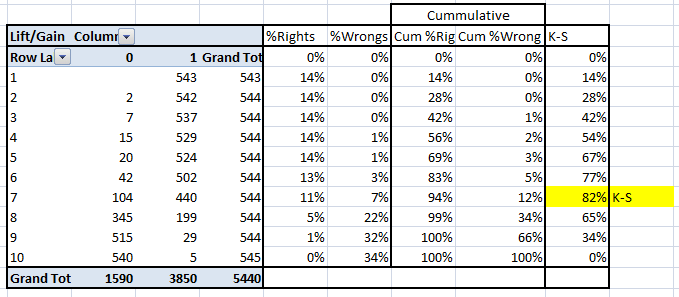 Cummulative
Lift/Gain Column %Rights %Wrongs Cum %Rig Cum %Wrong K-S
Row La 0 1 Grand Tot 0% 0% 0% 0% 0%
1 543 543 14% 0% 14% 0% 14%
2 2 542 544 14% 0% 28% 0% 28%
3 7 537 544 14% 0% 42% 1% 42%
4 15 529 544 14% 1% 56% 2% 54%
5 20 524 544 14% 1% 69% 3% 67%
6 42 502 544 13% 3% 83% 5% 77%
7 104 440 544 11% 7% 94% 12% 82% K-S
8 345 199 544 5% 22% 99% 34% 65%
9 515 29 544 1% 32% 100% 66% 34%
10 540 5 545 0% 34% 100% 100% 0%
Grand Tot 1590 3850 5440